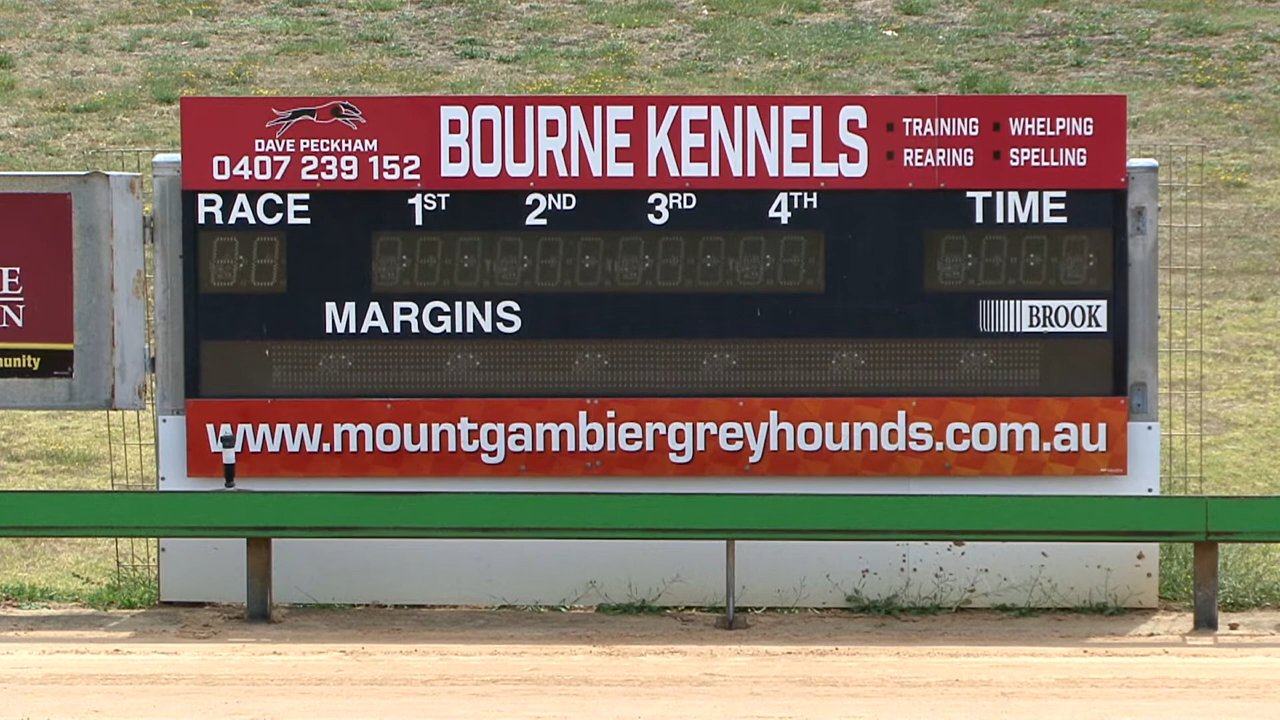 BOURNE KENNELS
DAVE PECKHAM
0407 239 152
TRAINING
WHELPING
REARING
SPELLING
RACE 1ST 2ND 3RD 4TH TIME
MARGINS
BROOK
www.mountgambiergreyhounds.com.au